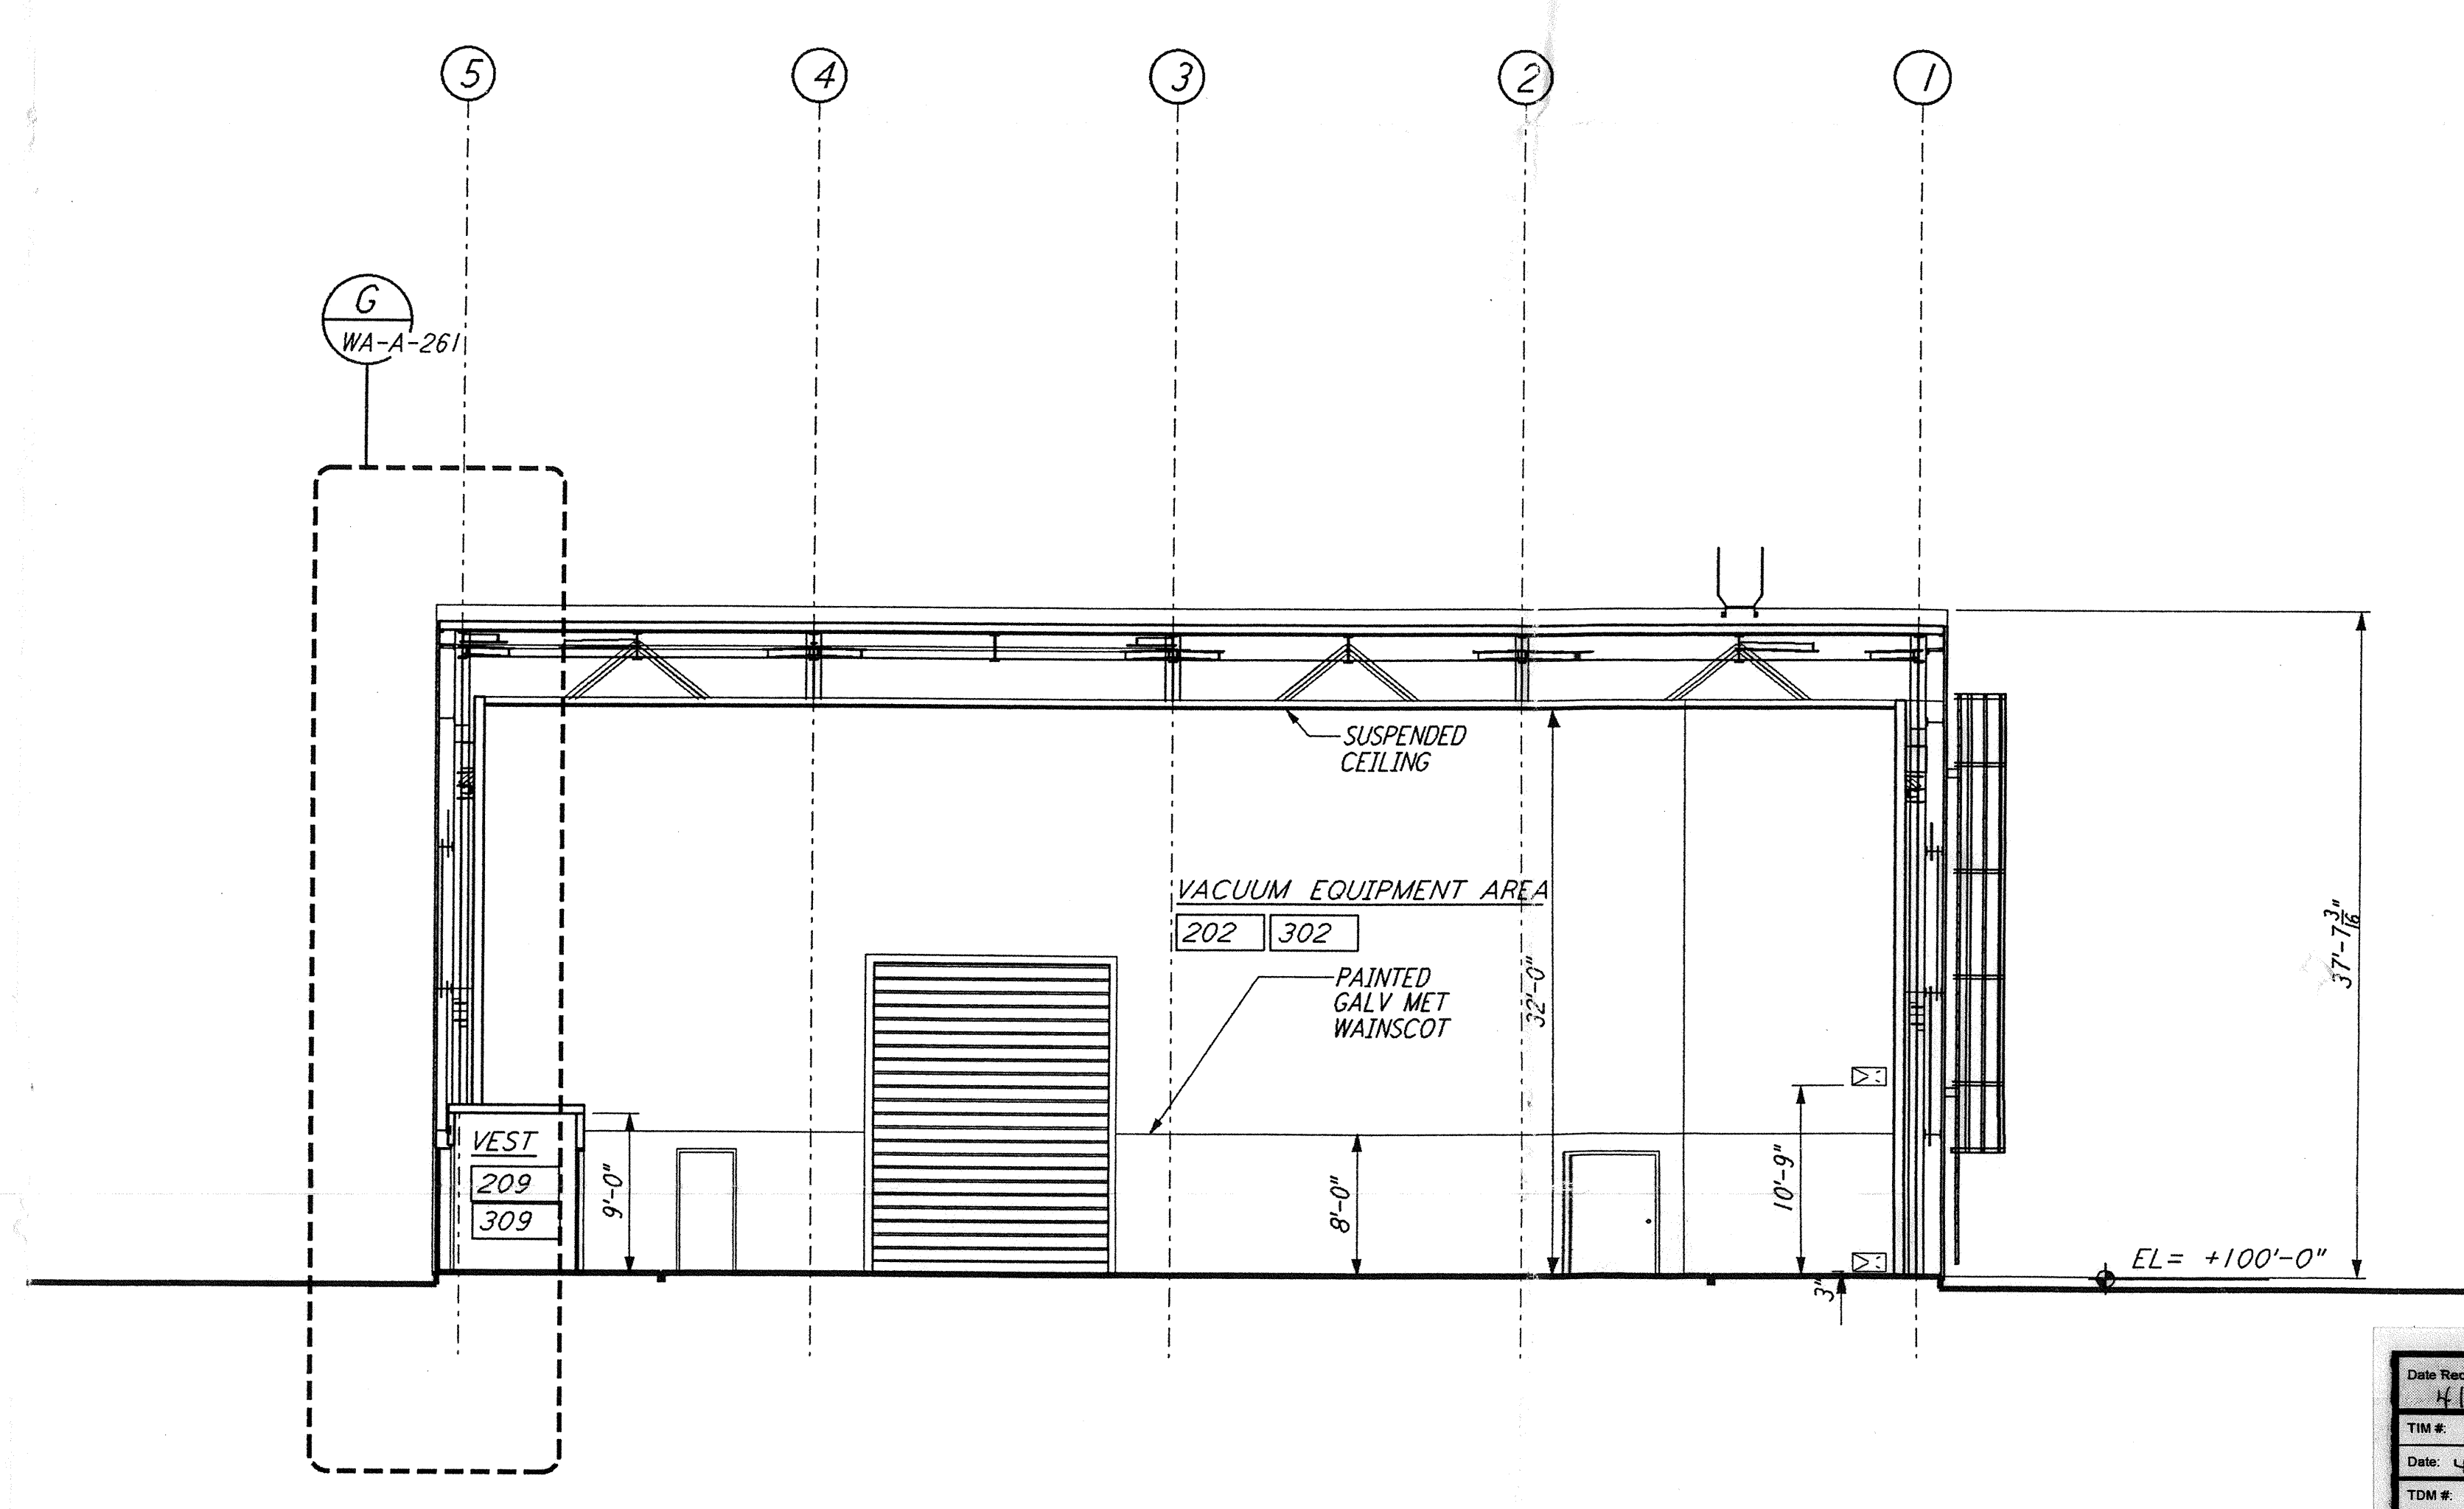 5 4 3 2 1
G
WA-A-261
SUSPENDED
CEILING
VACUUM EQUIPMENT AREA
202 302
PAINTED
GALV MET
WAINSCOT
32'-0"
37'-7 3/16"
VEST
209
309
9'-0"
8'-0"
10'-9"
3"
EL= +100'-0"
Date Rec
TIM #:
Date: 4
TDM #: